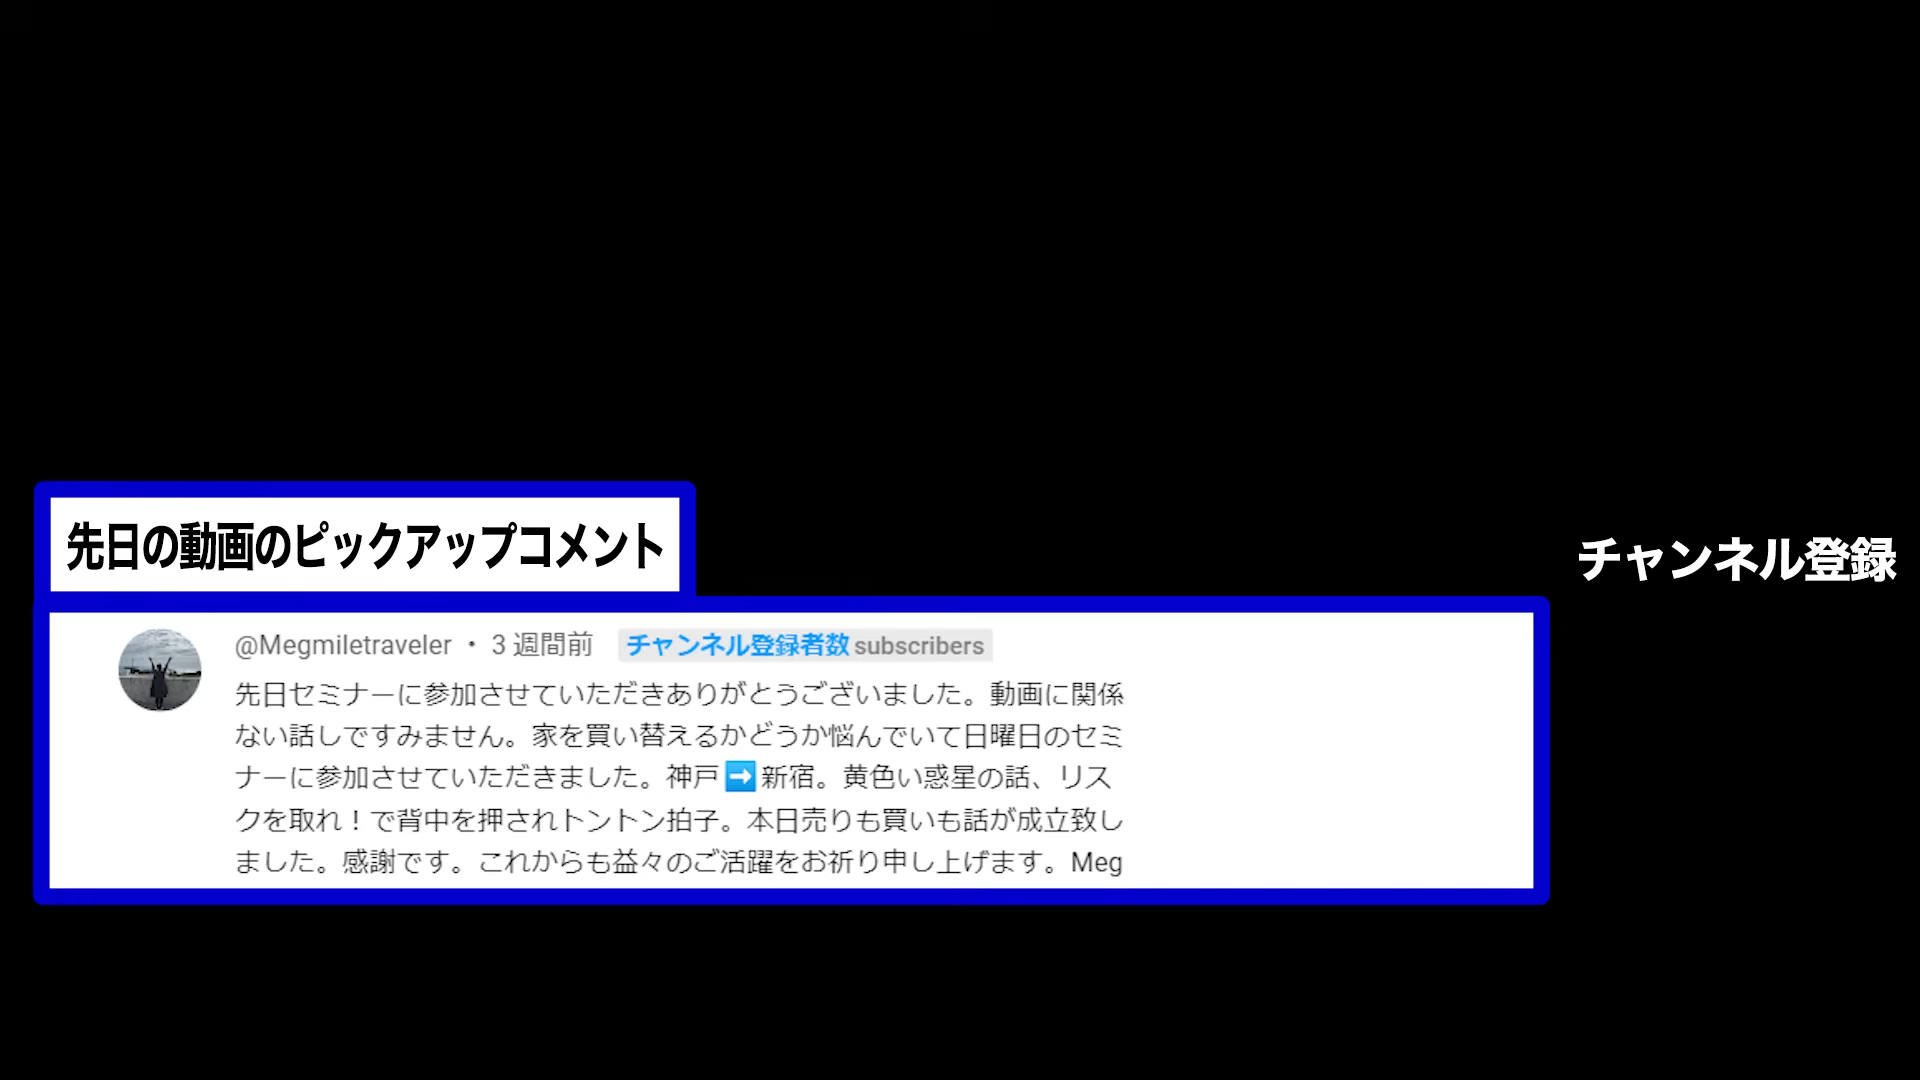 先日の動画のピックアップコメント
チャンネル登録
@Megmiletraveler ・ 3 週間前 チャンネル登録者数 subscribers
先日セミナーに参加させていただきありがとうございました。動画に関係
ない話しですみません。家を買い替えるかどうか悩んでいて日曜日のセミ
ナーに参加させていただきました。神戸➡️新宿。黄色い惑星の話、リス
クを取れ！で背中を押されトントン拍子。本日売りも買いも話が成立致し
ました。感謝です。これからも益々のご活躍をお祈り申し上げます。Meg